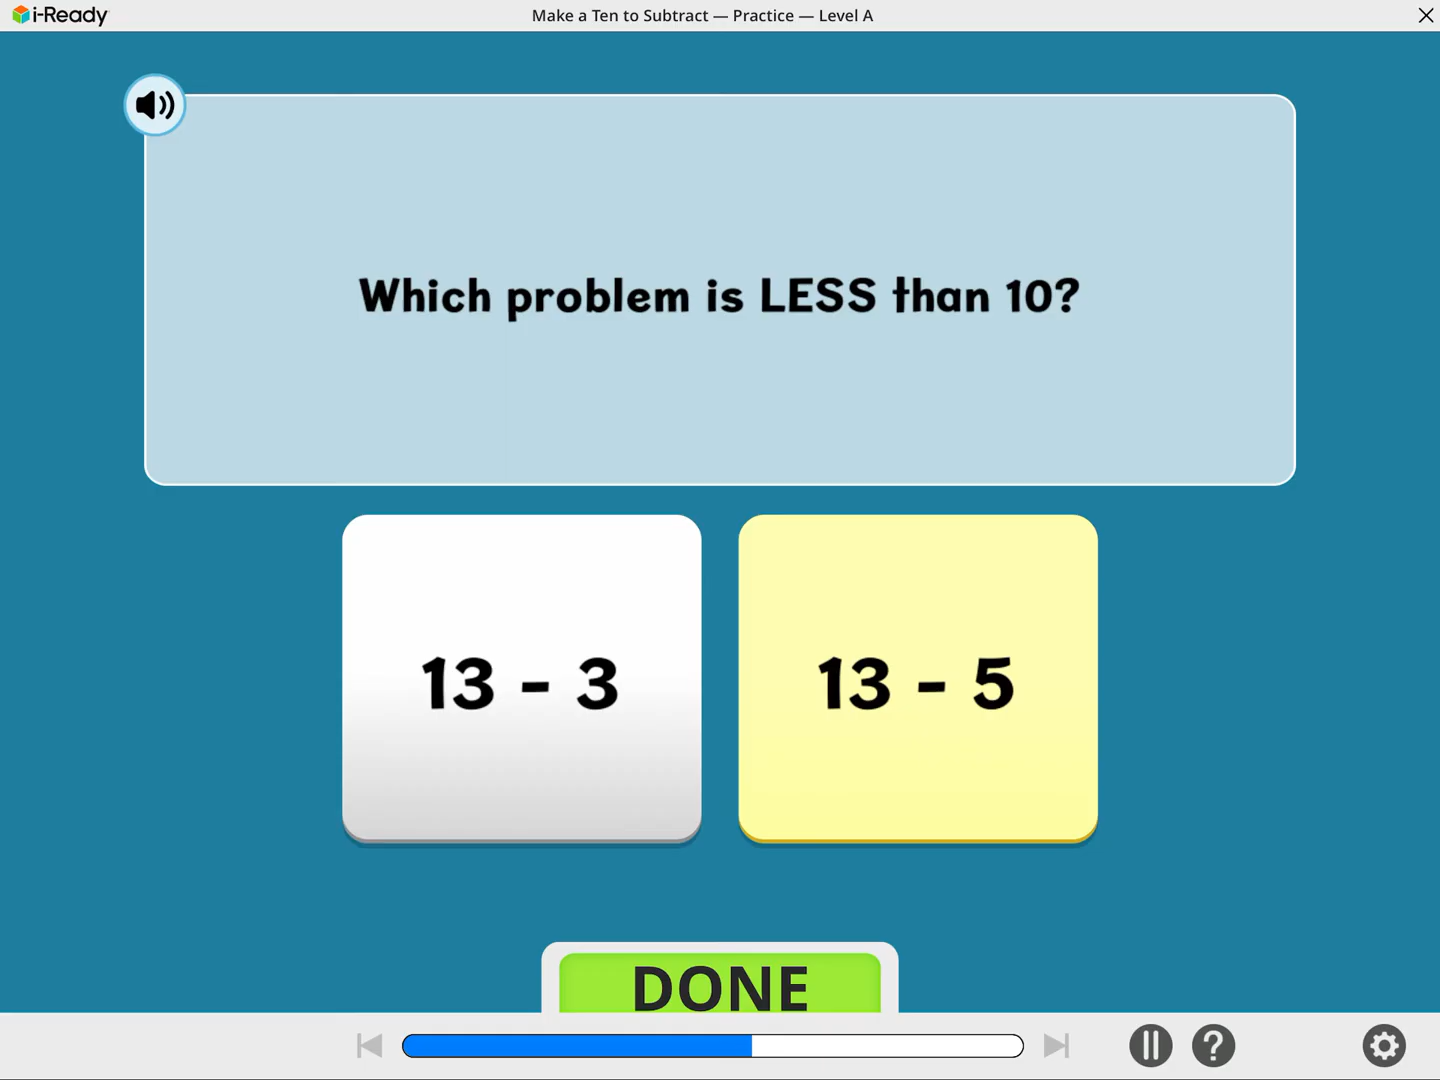 i-Ready
Make a Ten to Subtract — Practice — Level A
Which problem is LESS than 10?
13 - 3
13 - 5
DONE
?